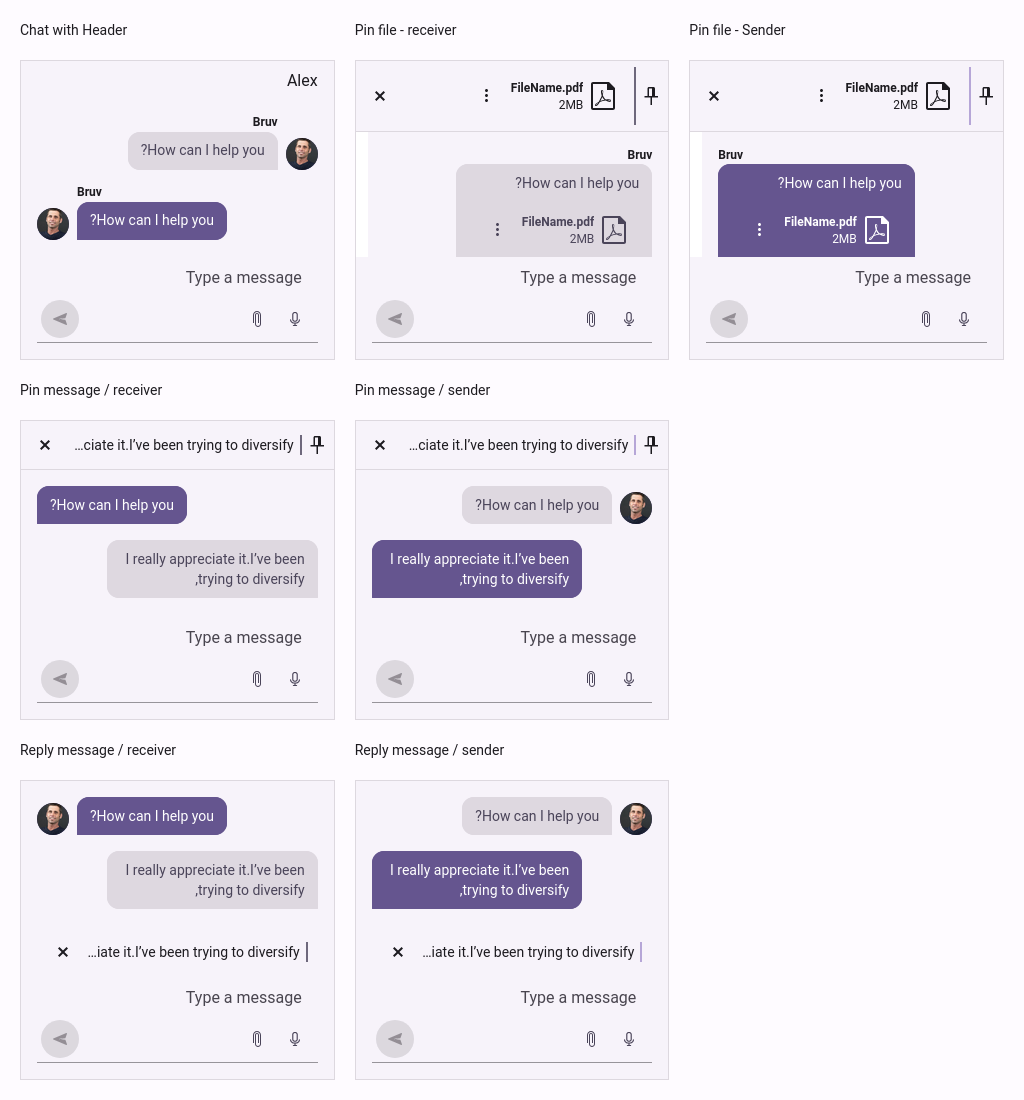 Chat with Header
Alex
Bruv
?How can I help you
Bruv
?How can I help you
Type a message
Pin file - receiver
FileName.pdf
2MB
Bruv
?How can I help you
FileName.pdf
2MB
Type a message
Pin file - Sender
FileName.pdf
2MB
Bruv
?How can I help you
FileName.pdf
2MB
Type a message
Pin message / receiver
...ciate it.I’ve been trying to diversify
?How can I help you
I really appreciate it.I’ve been
,trying to diversify
Type a message
Pin message / sender
...ciate it.I’ve been trying to diversify
?How can I help you
I really appreciate it.I’ve been
,trying to diversify
Type a message
Reply message / receiver
?How can I help you
I really appreciate it.I’ve been
,trying to diversify
...iate it.I’ve been trying to diversify
Type a message
Reply message / sender
?How can I help you
I really appreciate it.I’ve been
,trying to diversify
...iate it.I’ve been trying to diversify
Type a message